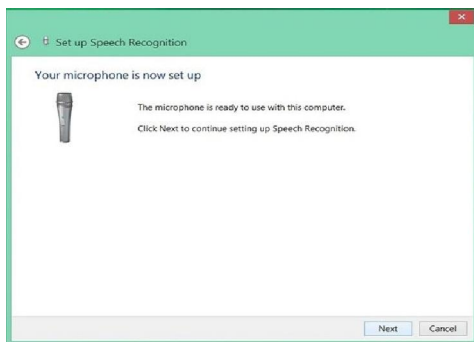 Set up Speech Recognition
Your microphone is now set up
The microphone is ready to use with this computer.
Click Next to continue setting up Speech Recognition.
Next
Cancel